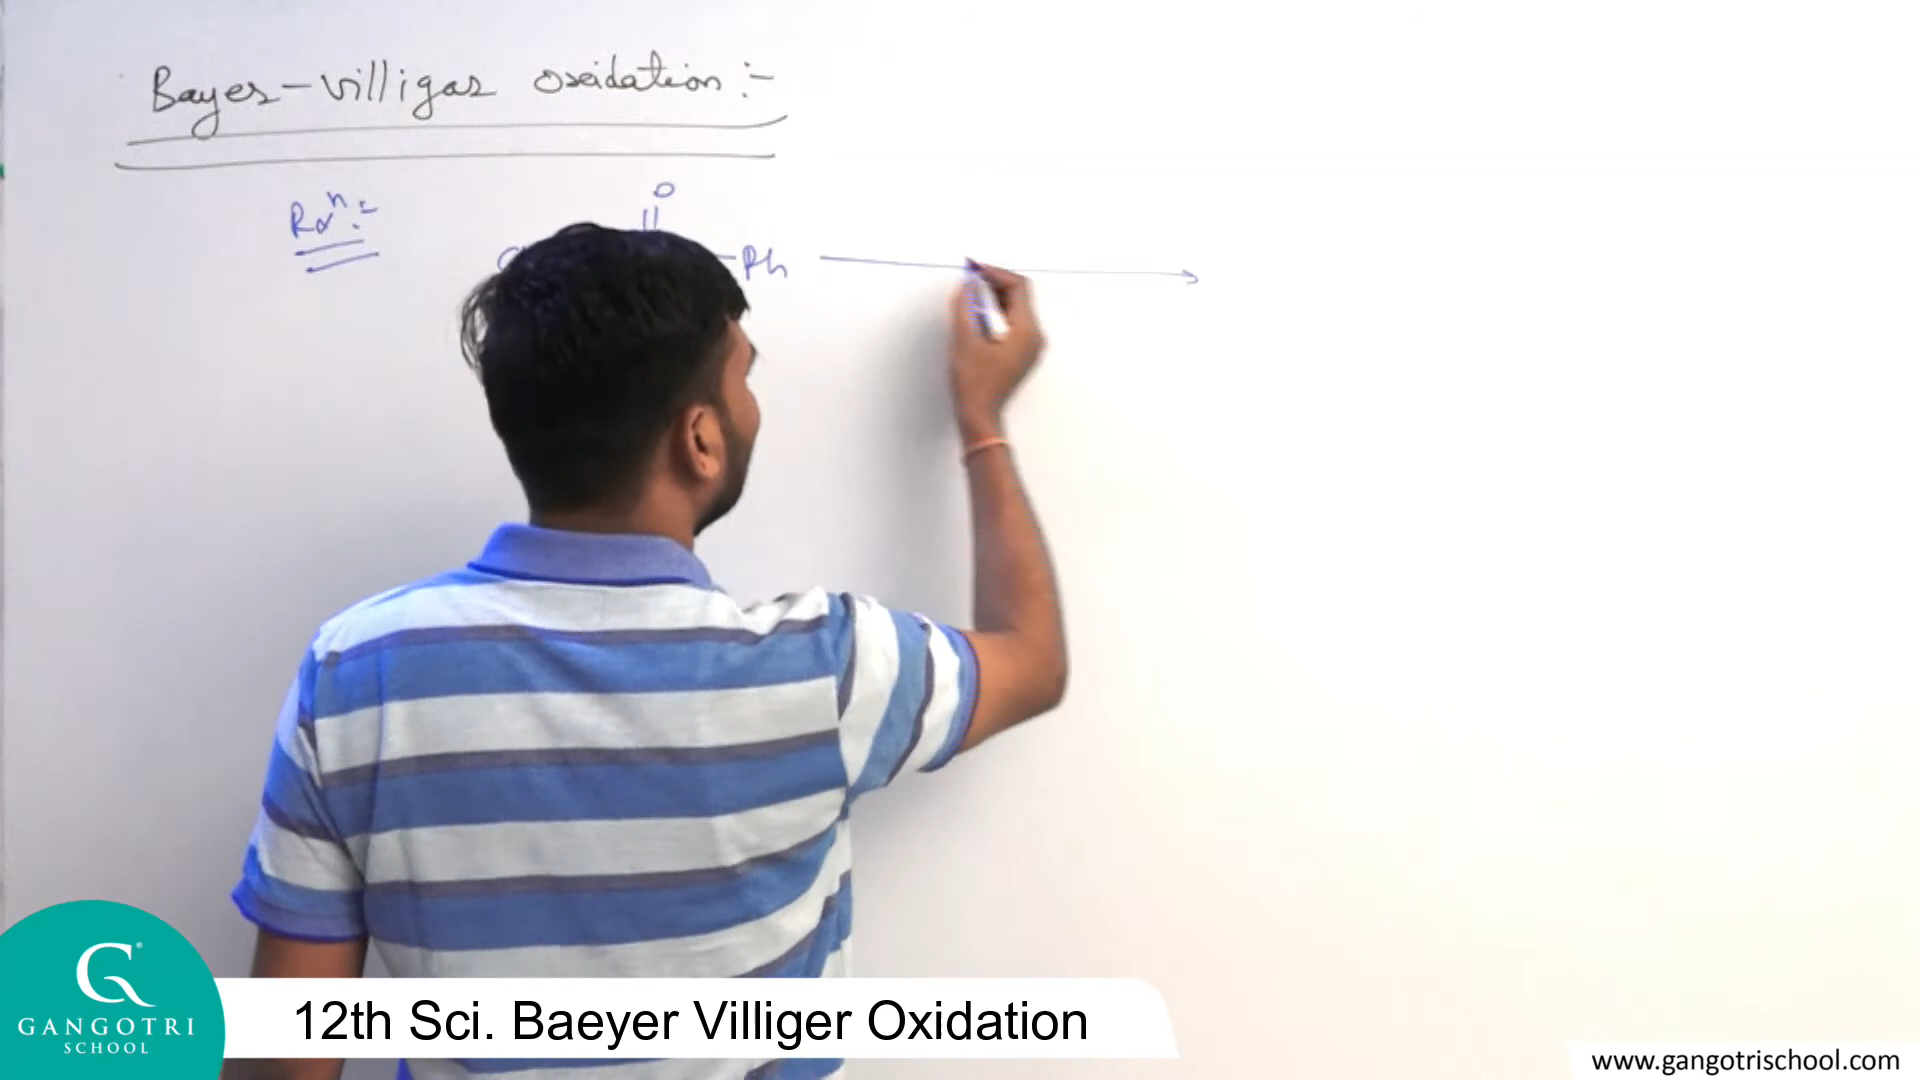 Bayer-villigar oxidation :-
Rxn :-
O
||
C
-Ph
G
GANGOTRI
SCHOOL
12th Sci. Baeyer Villiger Oxidation
www.gangotrischool.com